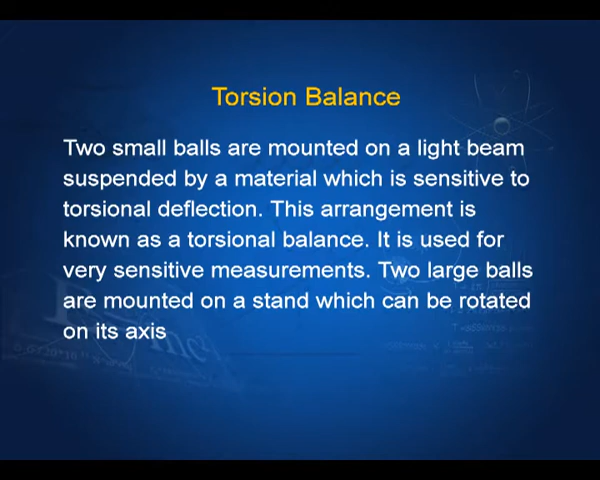 Torsion Balance
Two small balls are mounted on a light beam
suspended by a material which is sensitive to
torsional deflection. This arrangement is
known as a torsional balance. It is used for
very sensitive measurements. Two large balls
are mounted on a stand which can be rotated
on its axis